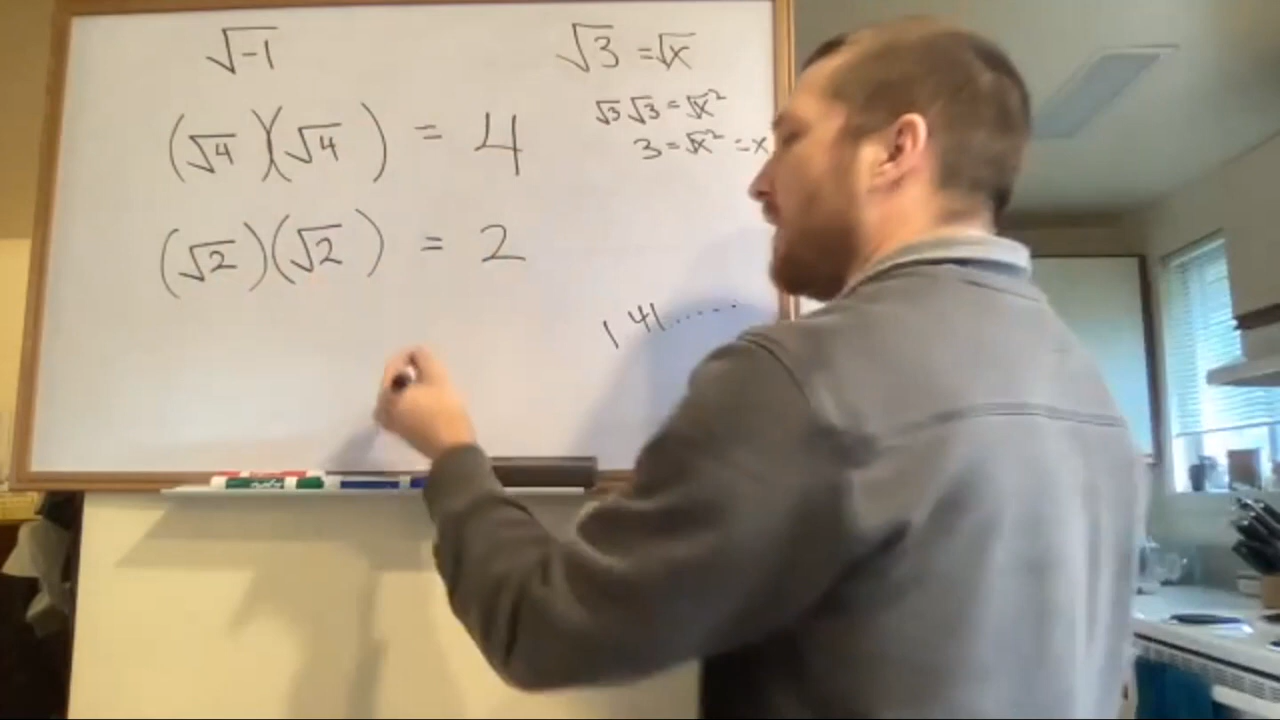 √-1
(√4)(√4) = 4
(√2)(√2) = 2
√3 = √x
√3 √3 = √x²
3 = √x² = x
1 41.......